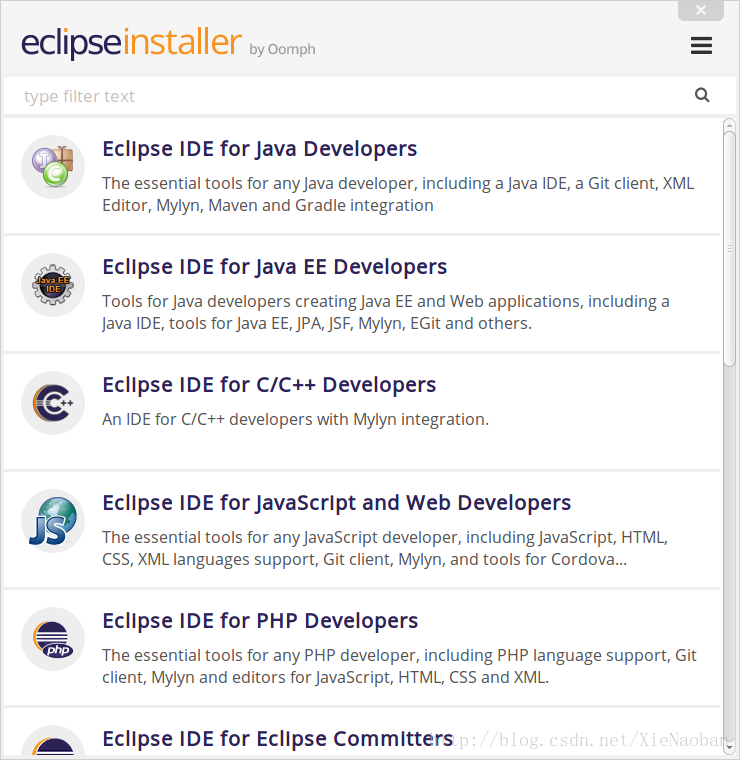 eclipse installer by Oomph
type filter text
Eclipse IDE for Java Developers
The essential tools for any Java developer, including a Java IDE, a Git client, XML
Editor, Mylyn, Maven and Gradle integration
Java EE
IDE
Eclipse IDE for Java EE Developers
Tools for Java developers creating Java EE and Web applications, including a
Java IDE, tools for Java EE, JPA, JSF, Mylyn, EGit and others.
C++
Eclipse IDE for C/C++ Developers
An IDE for C/C++ developers with Mylyn integration.
JS
Eclipse IDE for JavaScript and Web Developers
The essential tools for any JavaScript developer, including JavaScript, HTML,
CSS, XML languages support, Git client, Mylyn, and tools for Cordova...
php
Eclipse IDE for PHP Developers
The essential tools for any PHP developer, including PHP language support, Git
client, Mylyn and editors for JavaScript, HTML, CSS and XML.
Eclipse IDE for Eclipse Committers
http://blog.csdn.net/XieNaoban